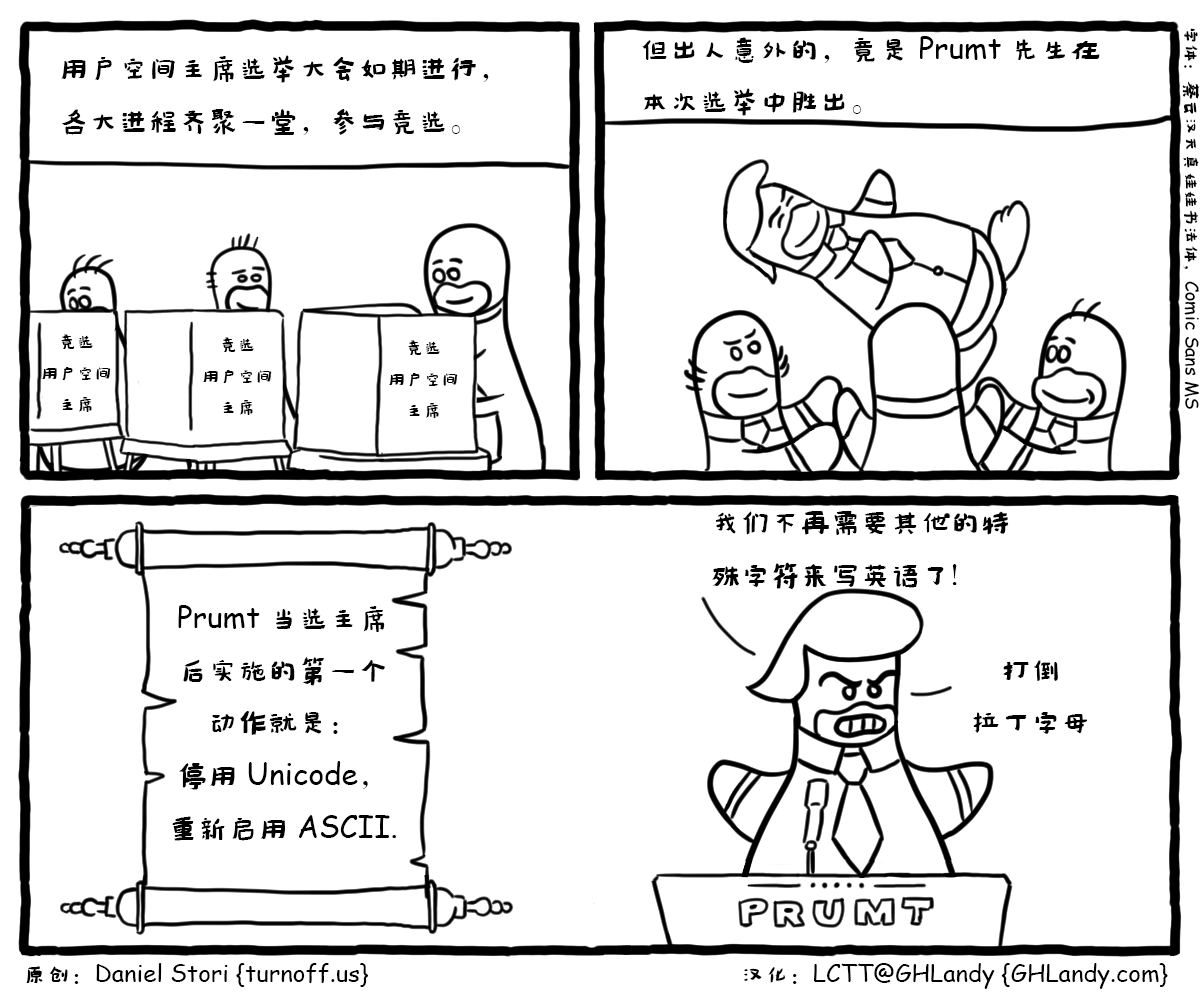 用户空间主席选举大会如期进行，
各大进程齐聚一堂，参与竞选。
竞选
用户空间
主席
竞选
用户空间
主席
竞选
用户空间
主席
但出人意外的，竟是 Prumt 先生在
本次选举中胜出。
Prumt 当选主席
后实施的第一个
动作就是：
停用 Unicode，
重新启用 ASCII.
我们不再需要其他的特
殊字符来写英语了！
打倒
拉丁字母
PRUMT
字体：蔡云汉天真娃娃书法体，Comic Sans MS
原创：Daniel Stori {turnoff.us}
汉化：LCTT@GHLandy {GHLandy.com}